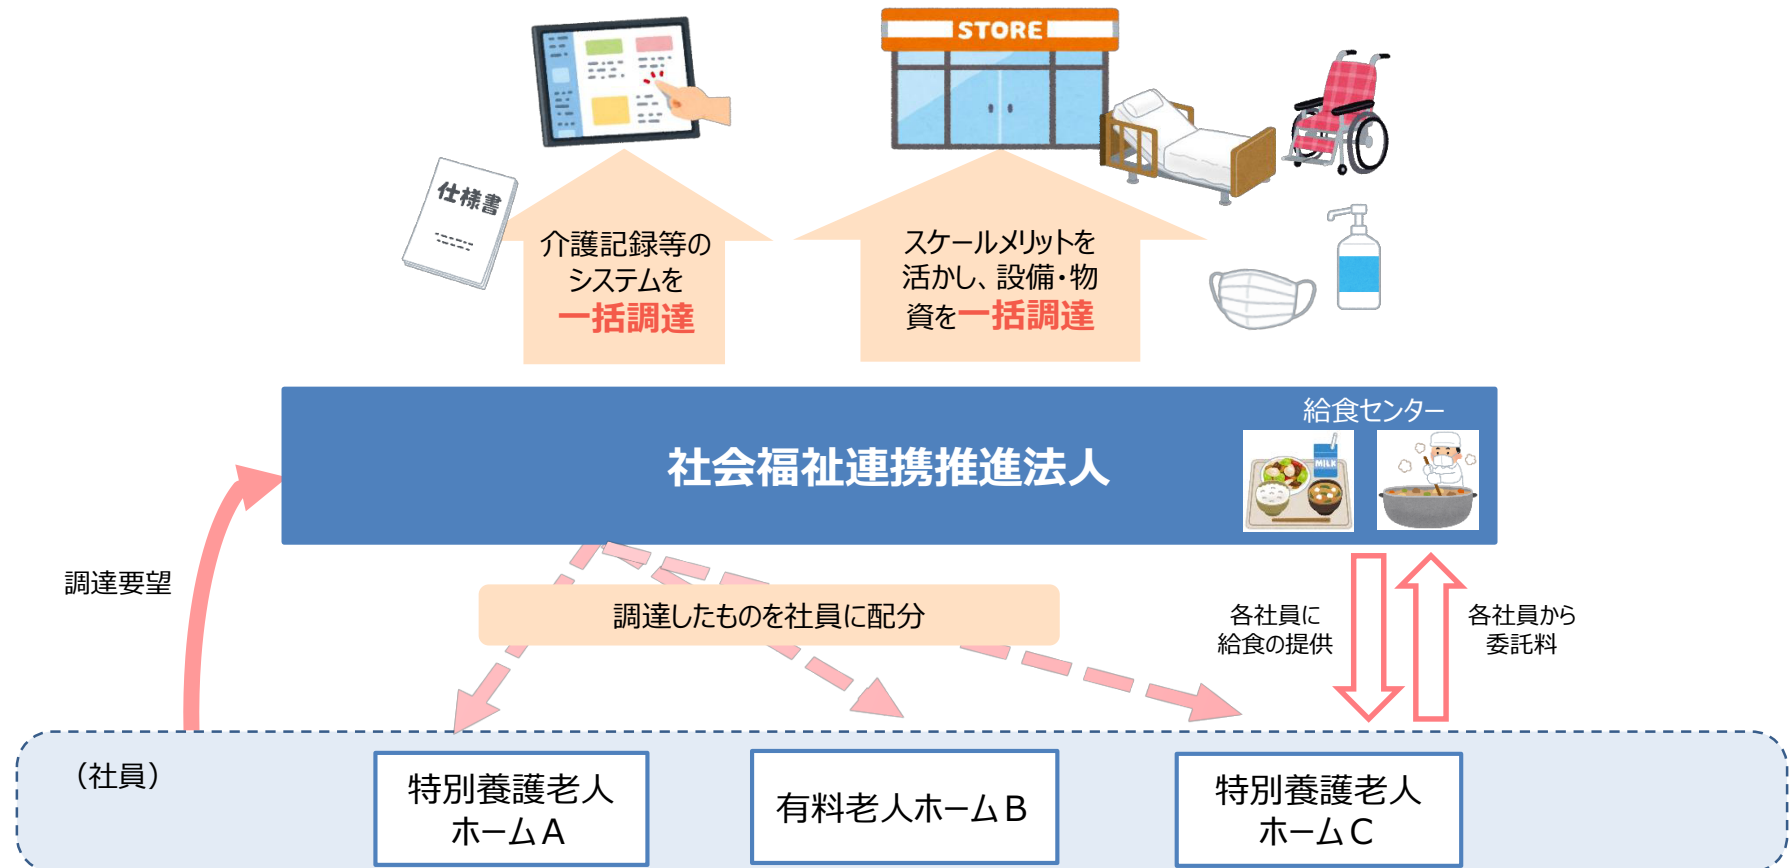 STORE
仕様書
介護記録等の
システムを
一括調達
スケールメリットを
活かし、設備・物
資を一括調達
給食センター
MILK
社会福祉連携推進法人
調達要望
調達したものを社員に配分
各社員に
給食の提供
各社員から
委託料
（社員）
特別養護老人
ホームＡ
有料老人ホームＢ
特別養護老人
ホームＣ